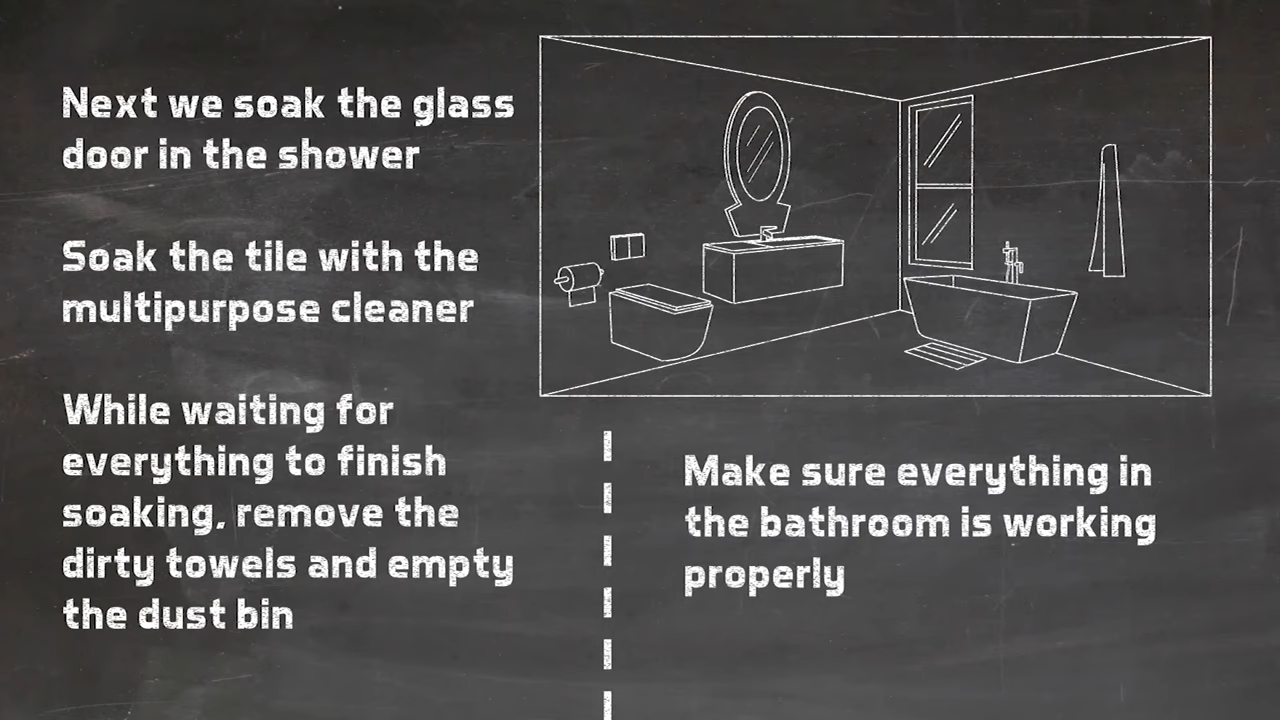 Next we soak the glass
door in the shower
Soak the tile with the
multipurpose cleaner
While waiting for
everything to finish
soaking, remove the
dirty towels and empty
the dust bin
Make sure everything in
the bathroom is working
properly